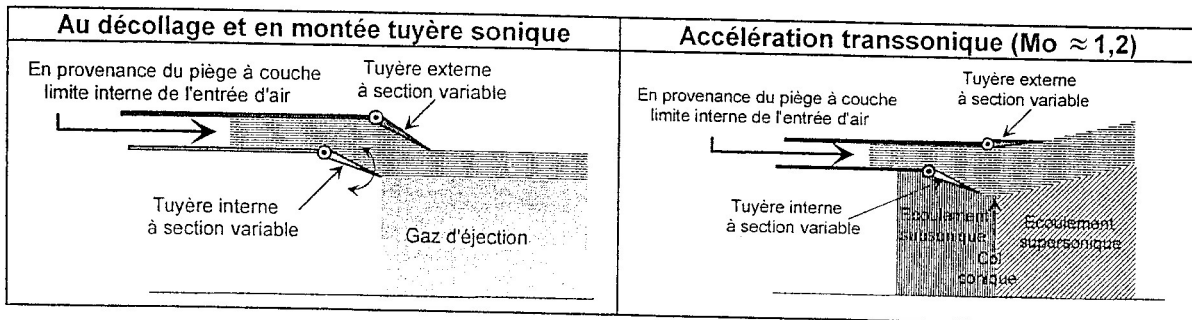 Au décollage et en montée tuyère sonique
En provenance du piège à couche
limite interne de l'entrée d'air
Tuyère externe
à section variable
Tuyère interne
à section variable
Gaz d'éjection
Accélération transsonique (Mo ≈ 1,2)
En provenance du piège à couche
limite interne de l'entrée d'air
Tuyère externe
à section variable
Tuyère interne
à section variable
Ecoulement
subsonique
Col
sonique
Ecoulement
supersonique